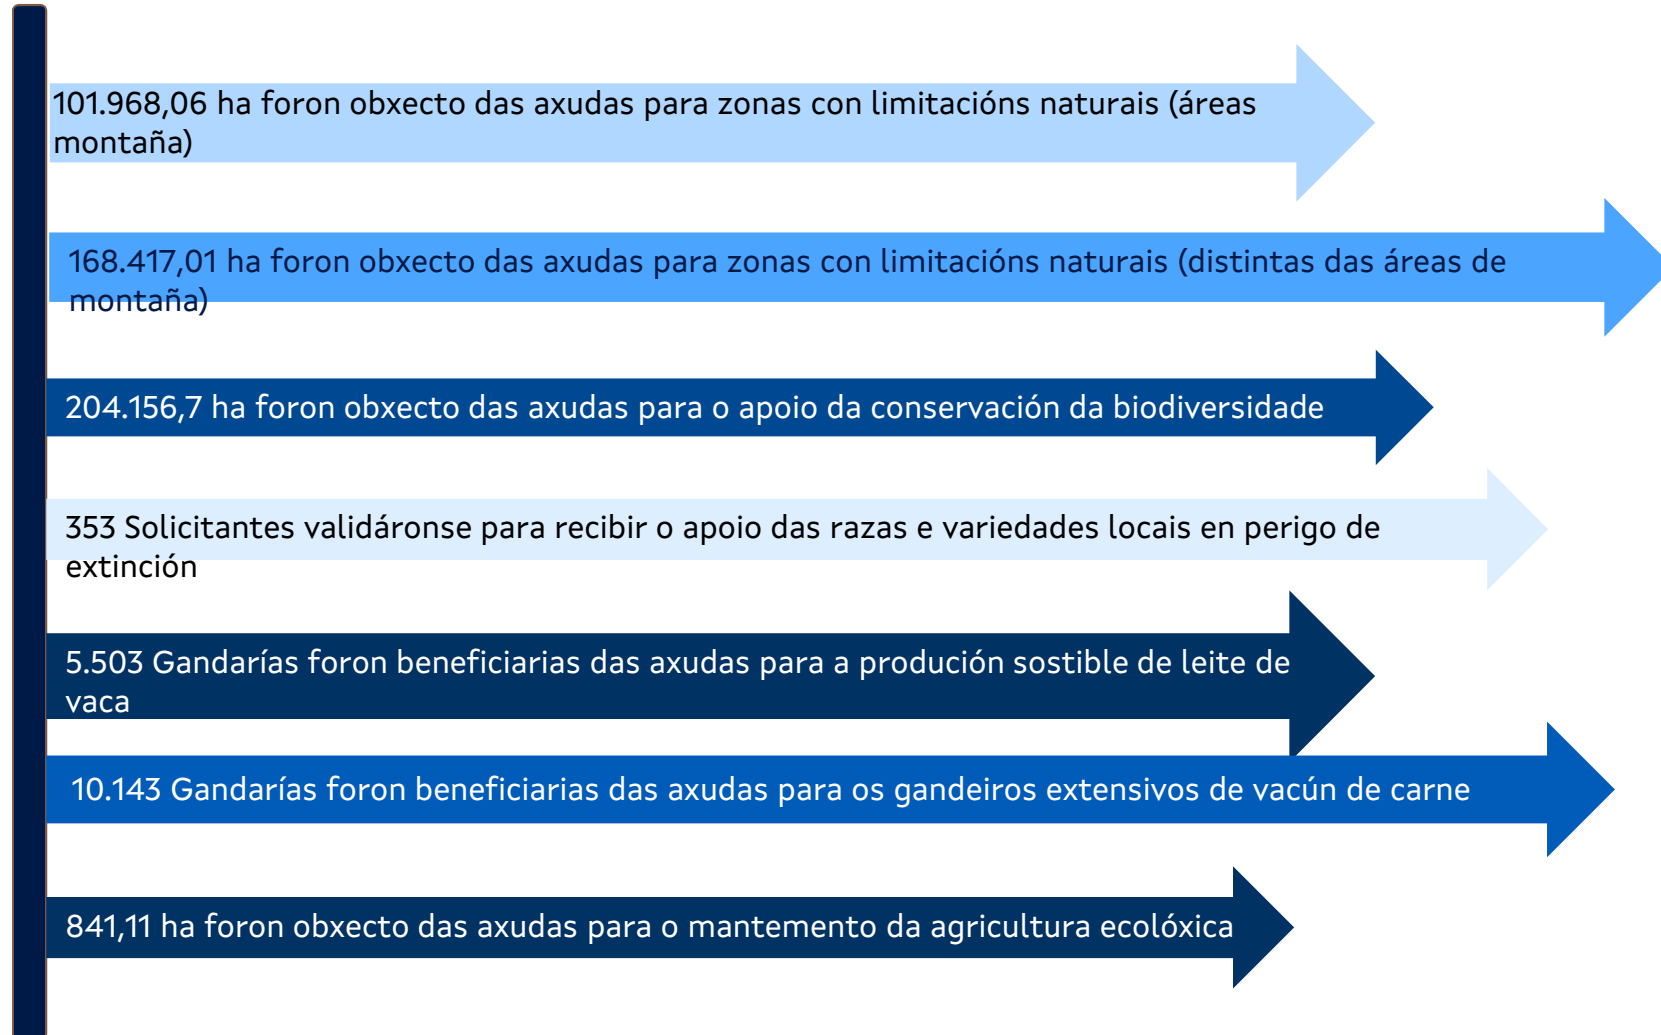 101.968,06 ha foron obxecto das axudas para zonas con limitacións naturais (áreas
montaña)
168.417,01 ha foron obxecto das axudas para zonas con limitacións naturais (distintas das áreas de
montaña)
204.156,7 ha foron obxecto das axudas para o apoio da conservación da biodiversidade
353 Solicitantes validáronse para recibir o apoio das razas e variedades locais en perigo de
extinción
5.503 Gandarías foron beneficiarias das axudas para a produción sostible de leite de
vaca
10.143 Gandarías foron beneficiarias das axudas para os gandeiros extensivos de vacún de carne
841,11 ha foron obxecto das axudas para o mantemento da agricultura ecolóxica